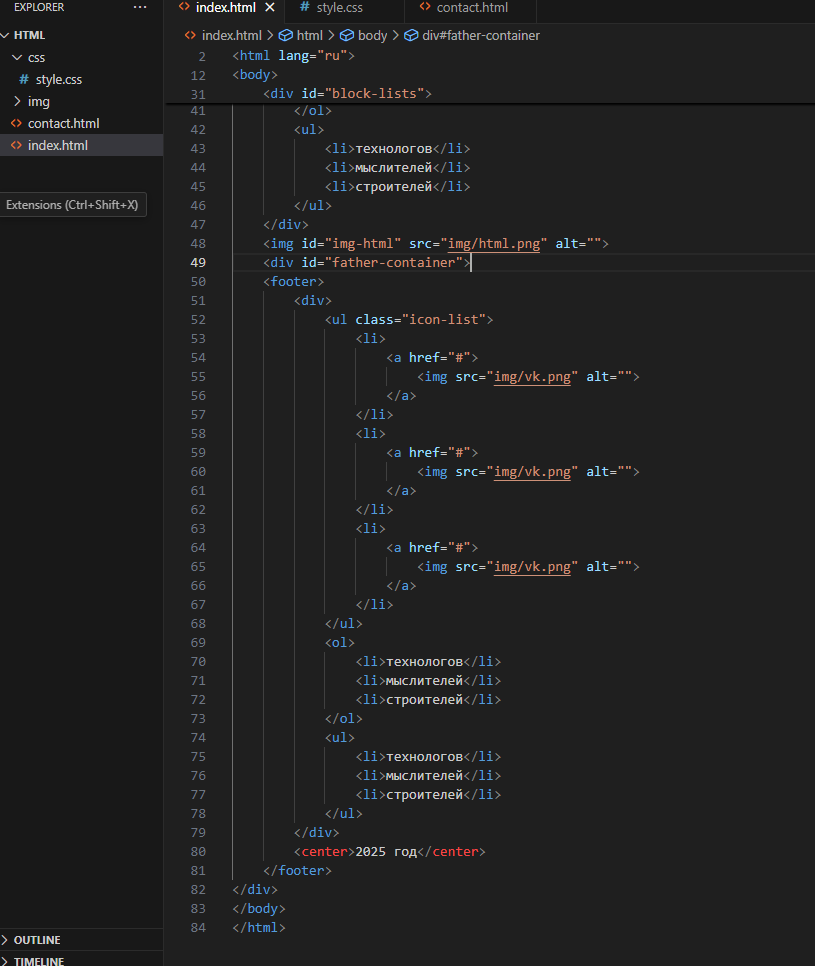 EXPLORER ···
HTML
css
# style.css
img
<> contact.html
<> index.html
Extensions (Ctrl+Shift+X)
OUTLINE
TIMELINE
<> index.html × # style.css <> contact.html
<> index.html > html > body > div#father-container
2 <html lang="ru">
12 <body>
31 <div id="block-lists">
41 </ol>
42 <ul>
43 <li>технологов</li>
44 <li>мыслителей</li>
45 <li>строителей</li>
46 </ul>
47 </div>
48 <img id="img-html" src="img/html.png" alt="">
49 <div id="father-container">
50 <footer>
51 <div>
52 <ul class="icon-list">
53 <li>
54 <a href="#">
55 <img src="img/vk.png" alt="">
56 </a>
57 </li>
58 <li>
59 <a href="#">
60 <img src="img/vk.png" alt="">
61 </a>
62 </li>
63 <li>
64 <a href="#">
65 <img src="img/vk.png" alt="">
66 </a>
67 </li>
68 </ul>
69 <ol>
70 <li>технологов</li>
71 <li>мыслителей</li>
72 <li>строителей</li>
73 </ol>
74 <ul>
75 <li>технологов</li>
76 <li>мыслителей</li>
77 <li>строителей</li>
78 </ul>
79 </div>
80 <center>2025 год</center>
81 </footer>
82 </div>
83 </body>
84 </html>